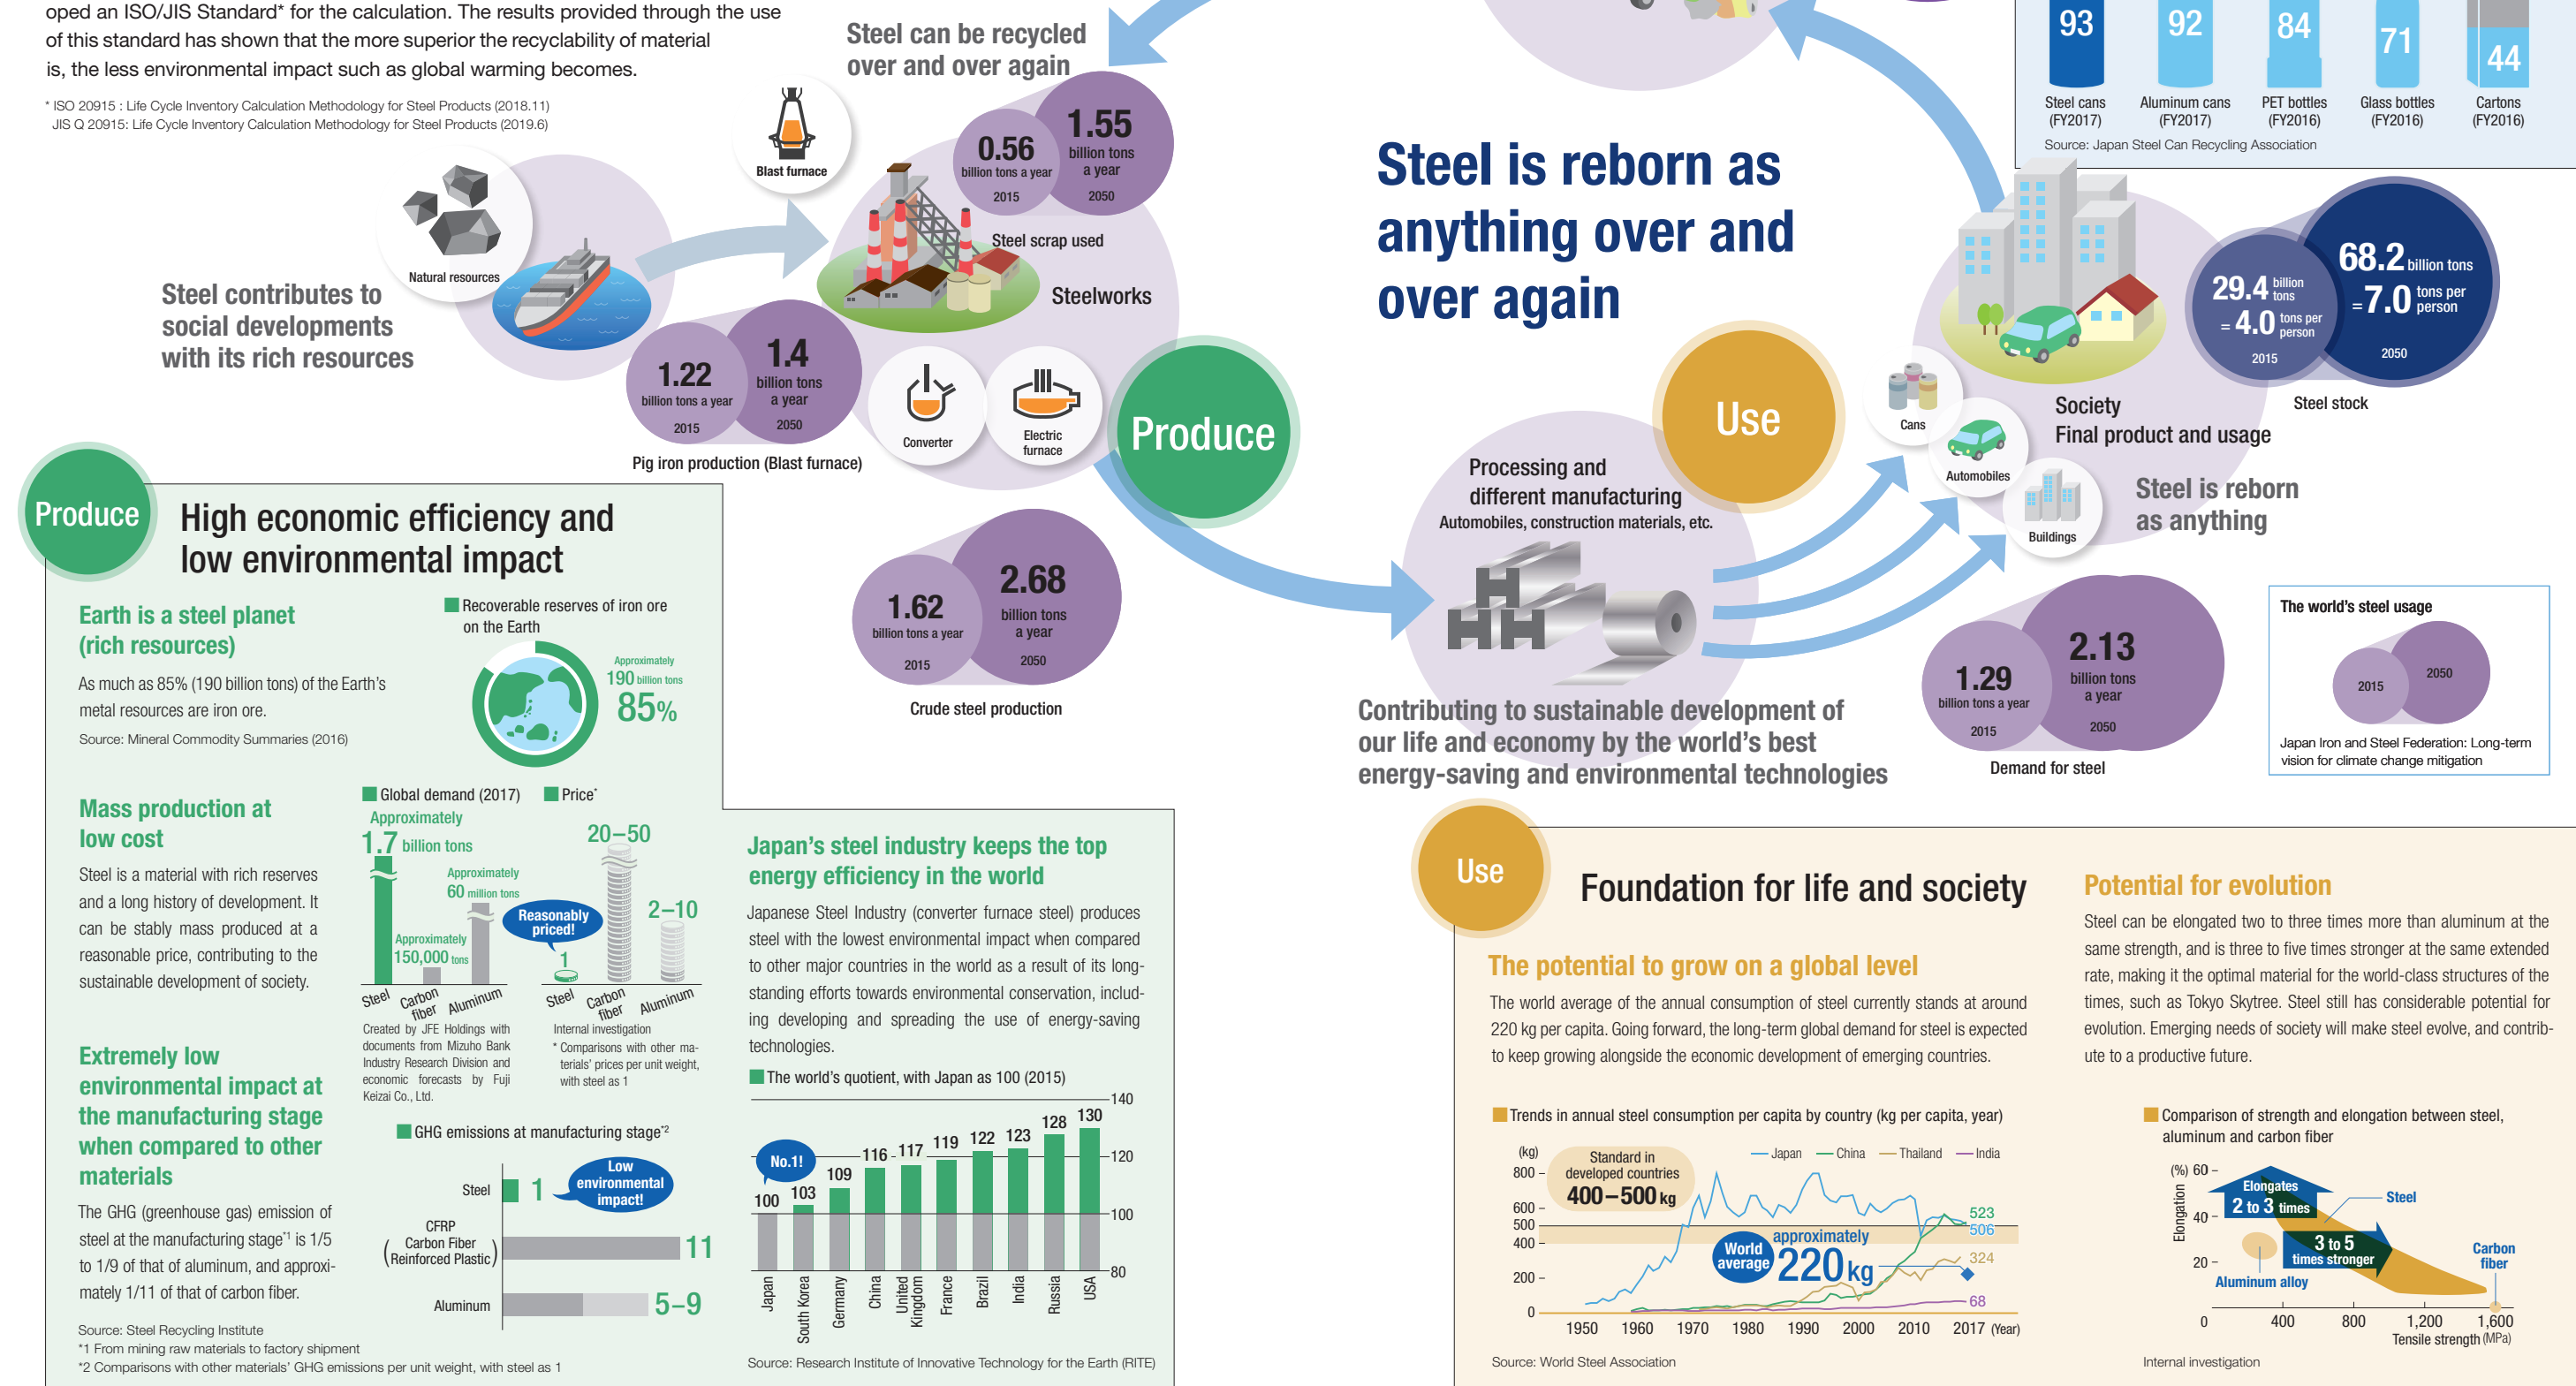 oped an ISO/JIS Standard* for the calculation. The results provided through the use
of this standard has shown that the more superior the recyclability of material
is, the less environmental impact such as global warming becomes.
* ISO 20915 : Life Cycle Inventory Calculation Methodology for Steel Products (2018.11)
JIS Q 20915: Life Cycle Inventory Calculation Methodology for Steel Products (2019.6)
Steel can be recycled
over and over again
Blast furnace
0.56
billion tons a year
2015
1.55
billion tons
a year
2050
Steel scrap used
Steelworks
Natural resources
Steel contributes to
social developments
with its rich resources
1.22
billion tons a year
2015
1.4
billion tons
a year
2050
Pig iron production (Blast furnace)
Converter
Electric
furnace
Produce
1.62
billion tons a year
2015
2.68
billion tons
a year
2050
Crude steel production
Steel is reborn as
anything over and
over again
Use
Processing and
different manufacturing
Automobiles, construction materials, etc.
Contributing to sustainable development of
our life and economy by the world's best
energy-saving and environmental technologies
93
92
84
71
44
Steel cans
(FY2017)
Aluminum cans
(FY2017)
PET bottles
(FY2016)
Glass bottles
(FY2016)
Cartons
(FY2016)
Source: Japan Steel Can Recycling Association
29.4 billion tons
= 4.0 tons per person
2015
68.2 billion tons
= 7.0 tons per person
2050
Steel stock
Cans
Automobiles
Buildings
Society
Final product and usage
Steel is reborn
as anything
1.29
billion tons a year
2015
2.13
billion tons
a year
2050
Demand for steel
The world's steel usage
2015
2050
Japan Iron and Steel Federation: Long-term
vision for climate change mitigation
Produce
High economic efficiency and
low environmental impact
Earth is a steel planet
(rich resources)
As much as 85% (190 billion tons) of the Earth's
metal resources are iron ore.
Source: Mineral Commodity Summaries (2016)
Recoverable reserves of iron ore
on the Earth
Approximately
190 billion tons
85%
Mass production at
low cost
Steel is a material with rich reserves
and a long history of development. It
can be stably mass produced at a
reasonable price, contributing to the
sustainable development of society.
Global demand (2017)
Approximately
1.7 billion tons
Approximately
60 million tons
Approximately
150,000 tons
Steel
Carbon
fiber
Aluminum
Created by JFE Holdings with
documents from Mizuho Bank
Industry Research Division and
economic forecasts by Fuji
Keizai Co., Ltd.
Price*
20–50
2–10
Reasonably
priced!
1
Steel
Carbon
fiber
Aluminum
Internal investigation
* Comparisons with other ma-
terials' prices per unit weight,
with steel as 1
Extremely low
environmental impact at
the manufacturing stage
when compared to other
materials
The GHG (greenhouse gas) emission of
steel at the manufacturing stage*1 is 1/5
to 1/9 of that of aluminum, and approxi-
mately 1/11 of that of carbon fiber.
Source: Steel Recycling Institute
*1 From mining raw materials to factory shipment
*2 Comparisons with other materials' GHG emissions per unit weight, with steel as 1
GHG emissions at manufacturing stage*2
Steel
1
Low
environmental
impact!
CFRP
(Carbon Fiber
Reinforced Plastic)
11
Aluminum
5–9
Japan's steel industry keeps the top
energy efficiency in the world
Japanese Steel Industry (converter furnace steel) produces
steel with the lowest environmental impact when compared
to other major countries in the world as a result of its long-
standing efforts towards environmental conservation, includ-
ing developing and spreading the use of energy-saving
technologies.
The world's quotient, with Japan as 100 (2015)
140
120
100
80
No.1!
100
103
109
116
117
119
122
123
128
130
Japan
South Korea
Germany
China
United
Kingdom
France
Brazil
India
Russia
USA
Source: Research Institute of Innovative Technology for the Earth (RITE)
Use
Foundation for life and society
The potential to grow on a global level
The world average of the annual consumption of steel currently stands at around
220 kg per capita. Going forward, the long-term global demand for steel is expected
to keep growing alongside the economic development of emerging countries.
Trends in annual steel consumption per capita by country (kg per capita, year)
(kg)
800
600
500
400
200
0
Standard in
developed countries
400–500 kg
Japan
China
Thailand
India
World
average
approximately
220 kg
523
506
324
68
1950
1960
1970
1980
1990
2000
2010
2017 (Year)
Source: World Steel Association
Potential for evolution
Steel can be elongated two to three times more than aluminum at the
same strength, and is three to five times stronger at the same extended
rate, making it the optimal material for the world-class structures of the
times, such as Tokyo Skytree. Steel still has considerable potential for
evolution. Emerging needs of society will make steel evolve, and contrib-
ute to a productive future.
Comparison of strength and elongation between steel,
aluminum and carbon fiber
(%) 60
40
20
0
Elongation
Elongates
2 to 3 times
Steel
3 to 5
times stronger
Aluminum alloy
Carbon
fiber
400
800
1,200
1,600
Tensile strength (MPa)
Internal investigation